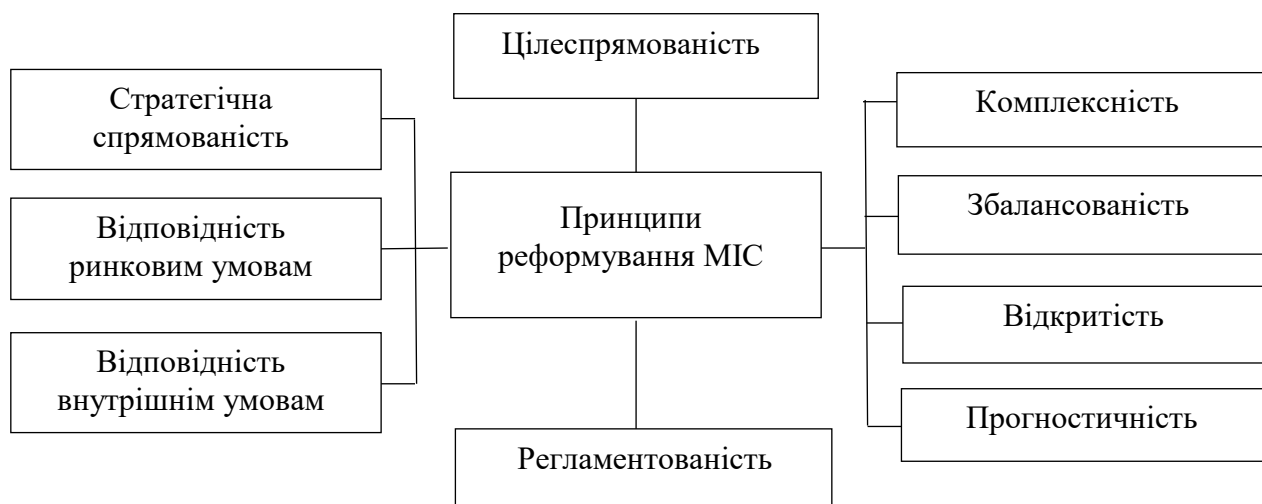 Цілеспрямованість
Стратегічна
спрямованість
Відповідність
ринковим умовам
Відповідність
внутрішнім умовам
Принципи
реформування МІС
Регламентованість
Комплексність
Збалансованість
Відкритість
Прогностичність